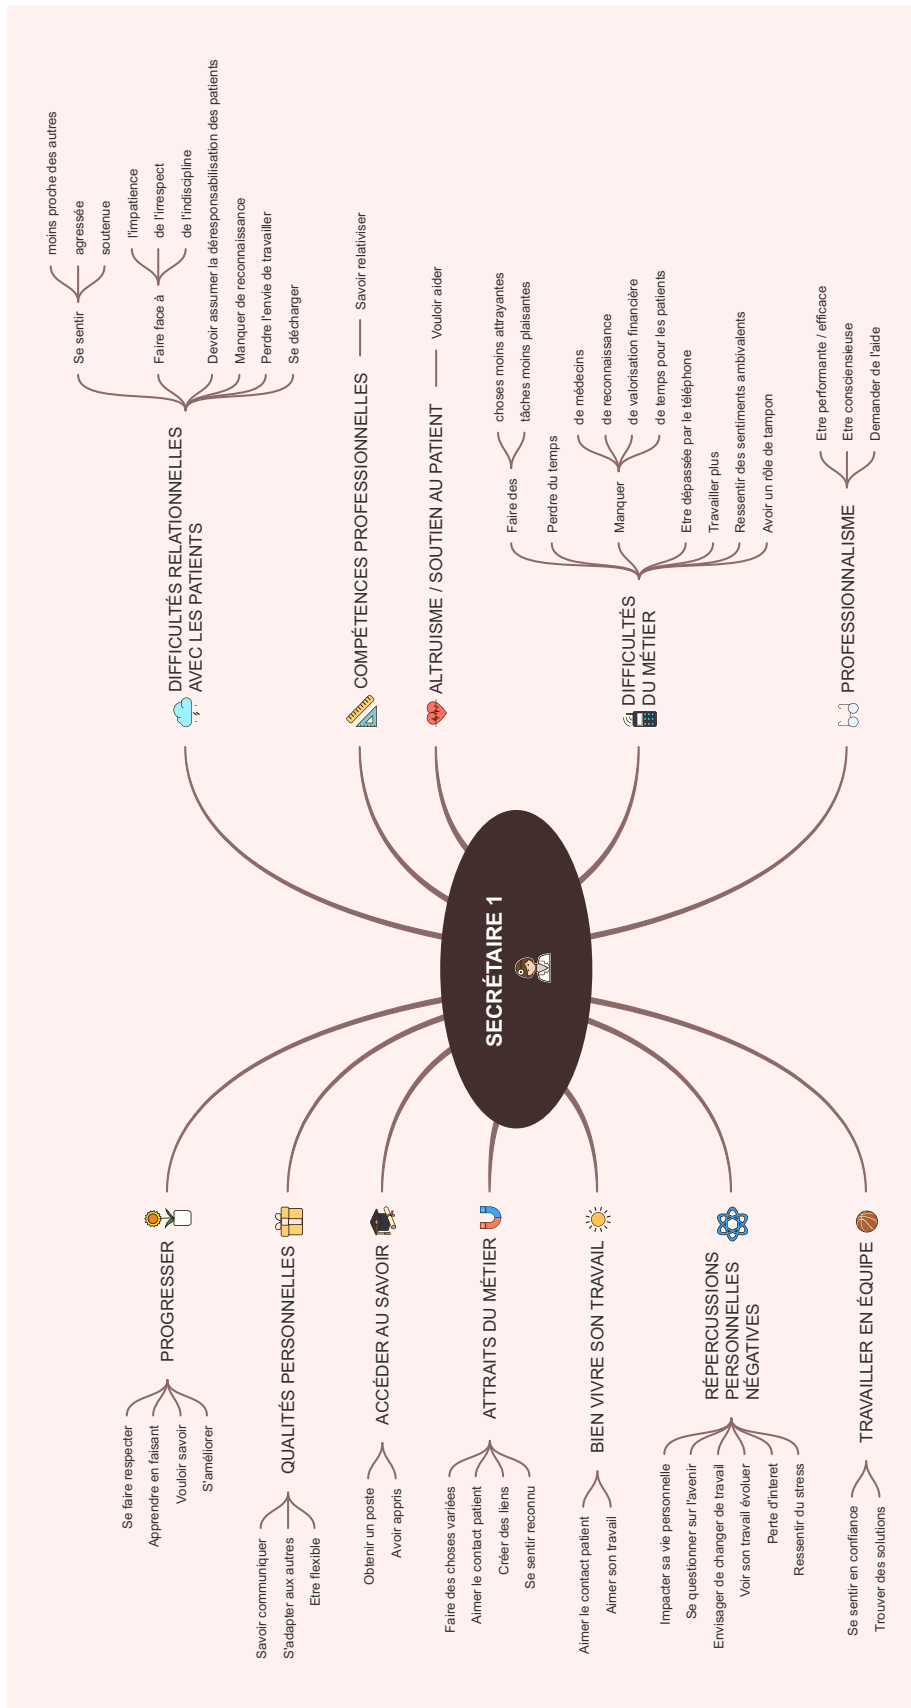 SECRÉTAIRE 1
PROGRESSER
Se faire respecter
Apprendre en faisant
Vouloir savoir
S'améliorer
QUALITÉS PERSONNELLES
Savoir communiquer
S'adapter aux autres
Etre flexible
ACCÉDER AU SAVOIR
Obtenir un poste
Avoir appris
ATTRAITS DU MÉTIER
Faire des choses variées
Aimer le contact patient
Créer des liens
Se sentir reconnu
BIEN VIVRE SON TRAVAIL
Aimer le contact patient
Aimer son travail
RÉPERCUSSIONS
PERSONNELLES
NÉGATIVES
Impacter sa vie personnelle
Se questionner sur l'avenir
Envisager de changer de travail
Voir son travail évoluer
Perte d'interet
Ressentir du stress
TRAVAILLER EN ÉQUIPE
Se sentir en confiance
Trouver des solutions
DIFFICULTÉS RELATIONNELLES
AVEC LES PATIENTS
Se sentir
moins proche des autres
agressée
soutenue
Faire face à
l'impatience
de l'irrespect
de l'indiscipline
Devoir assumer la déresponsabilisation des patients
Manquer de reconnaissance
Perdre l'envie de travailler
Se décharger
COMPÉTENCES PROFESSIONNELLES
Savoir relativiser
ALTRUISME / SOUTIEN AU PATIENT
Vouloir aider
DIFFICULTÉS
DU MÉTIER
Faire des
choses moins attrayantes
tâches moins plaisantes
Perdre du temps
Manquer
de médecins
de reconnaissance
de valorisation financière
de temps pour les patients
Etre dépassée par le téléphone
Travailler plus
Ressentir des sentiments ambivalents
Avoir un rôle de tampon
PROFESSIONNALISME
Etre performante / efficace
Etre consciensieuse
Demander de l'aide